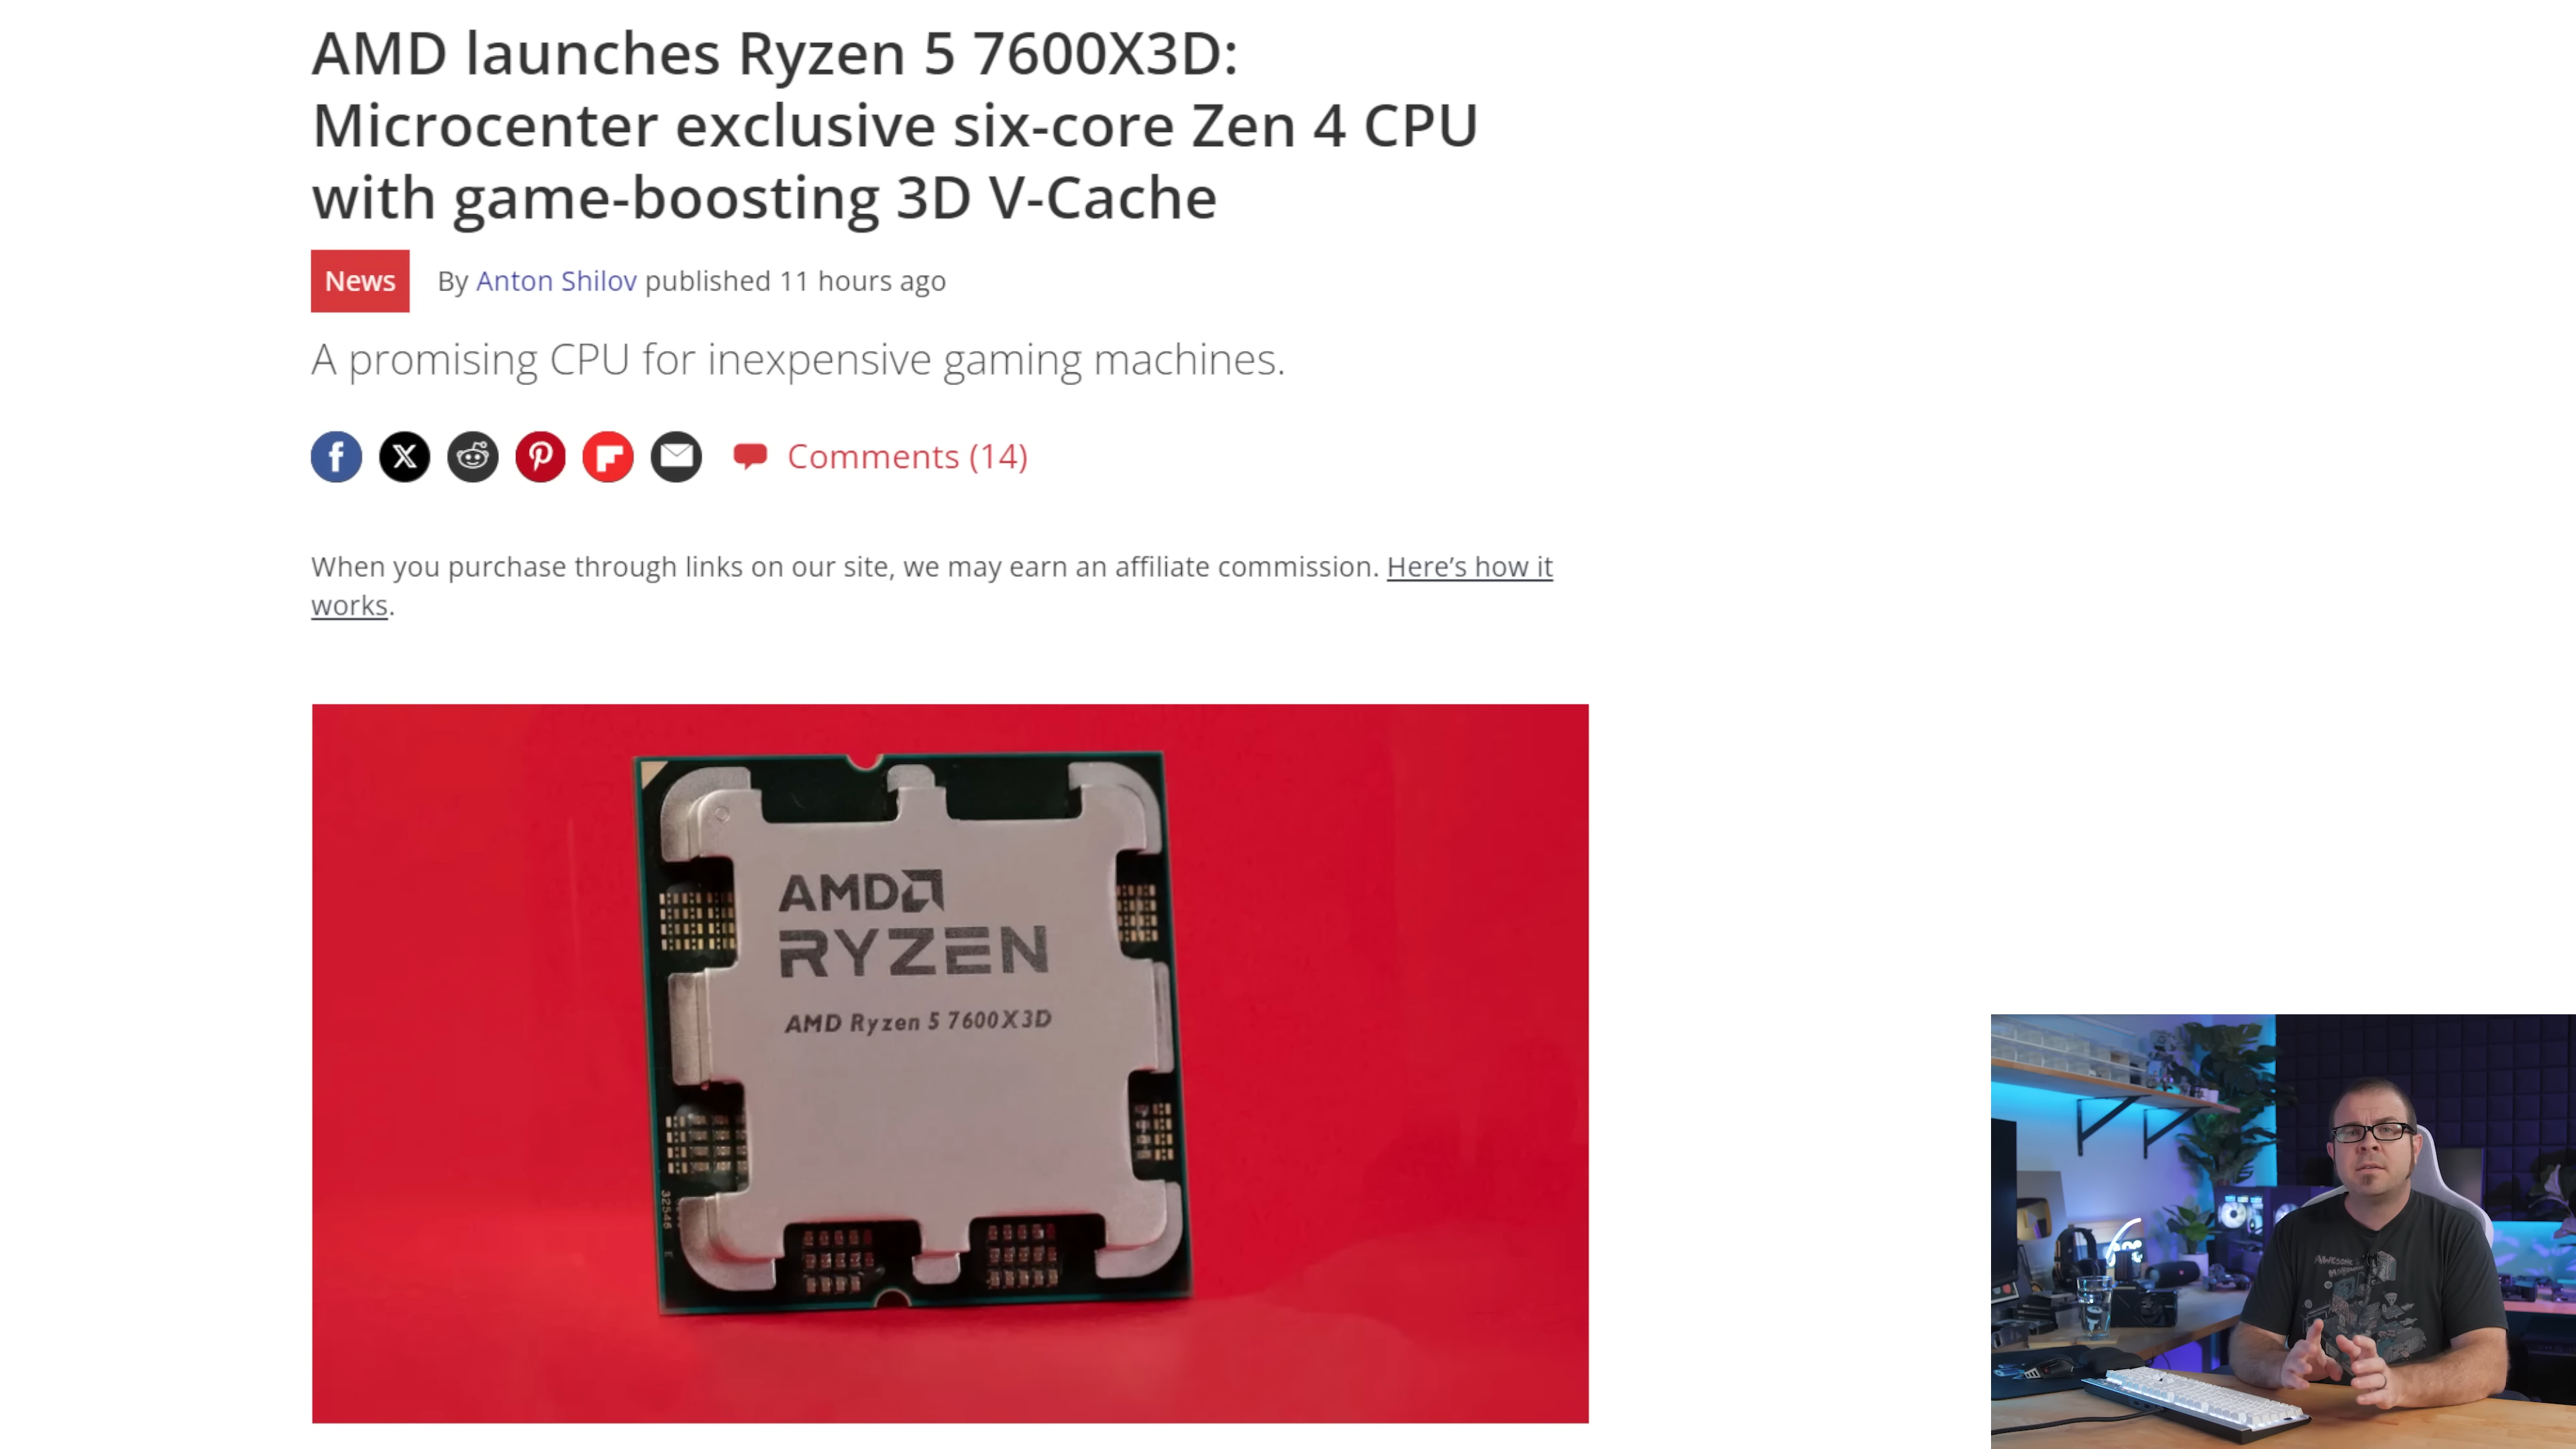 AMD launches Ryzen 5 7600X3D:
Microcenter exclusive six-core Zen 4 CPU
with game-boosting 3D V-Cache
News
By Anton Shilov published 11 hours ago
A promising CPU for inexpensive gaming machines.
Comments (14)
When you purchase through links on our site, we may earn an affiliate commission. Here’s how it
works.
AMD
RYZEN
AMD Ryzen 5 7600X3D